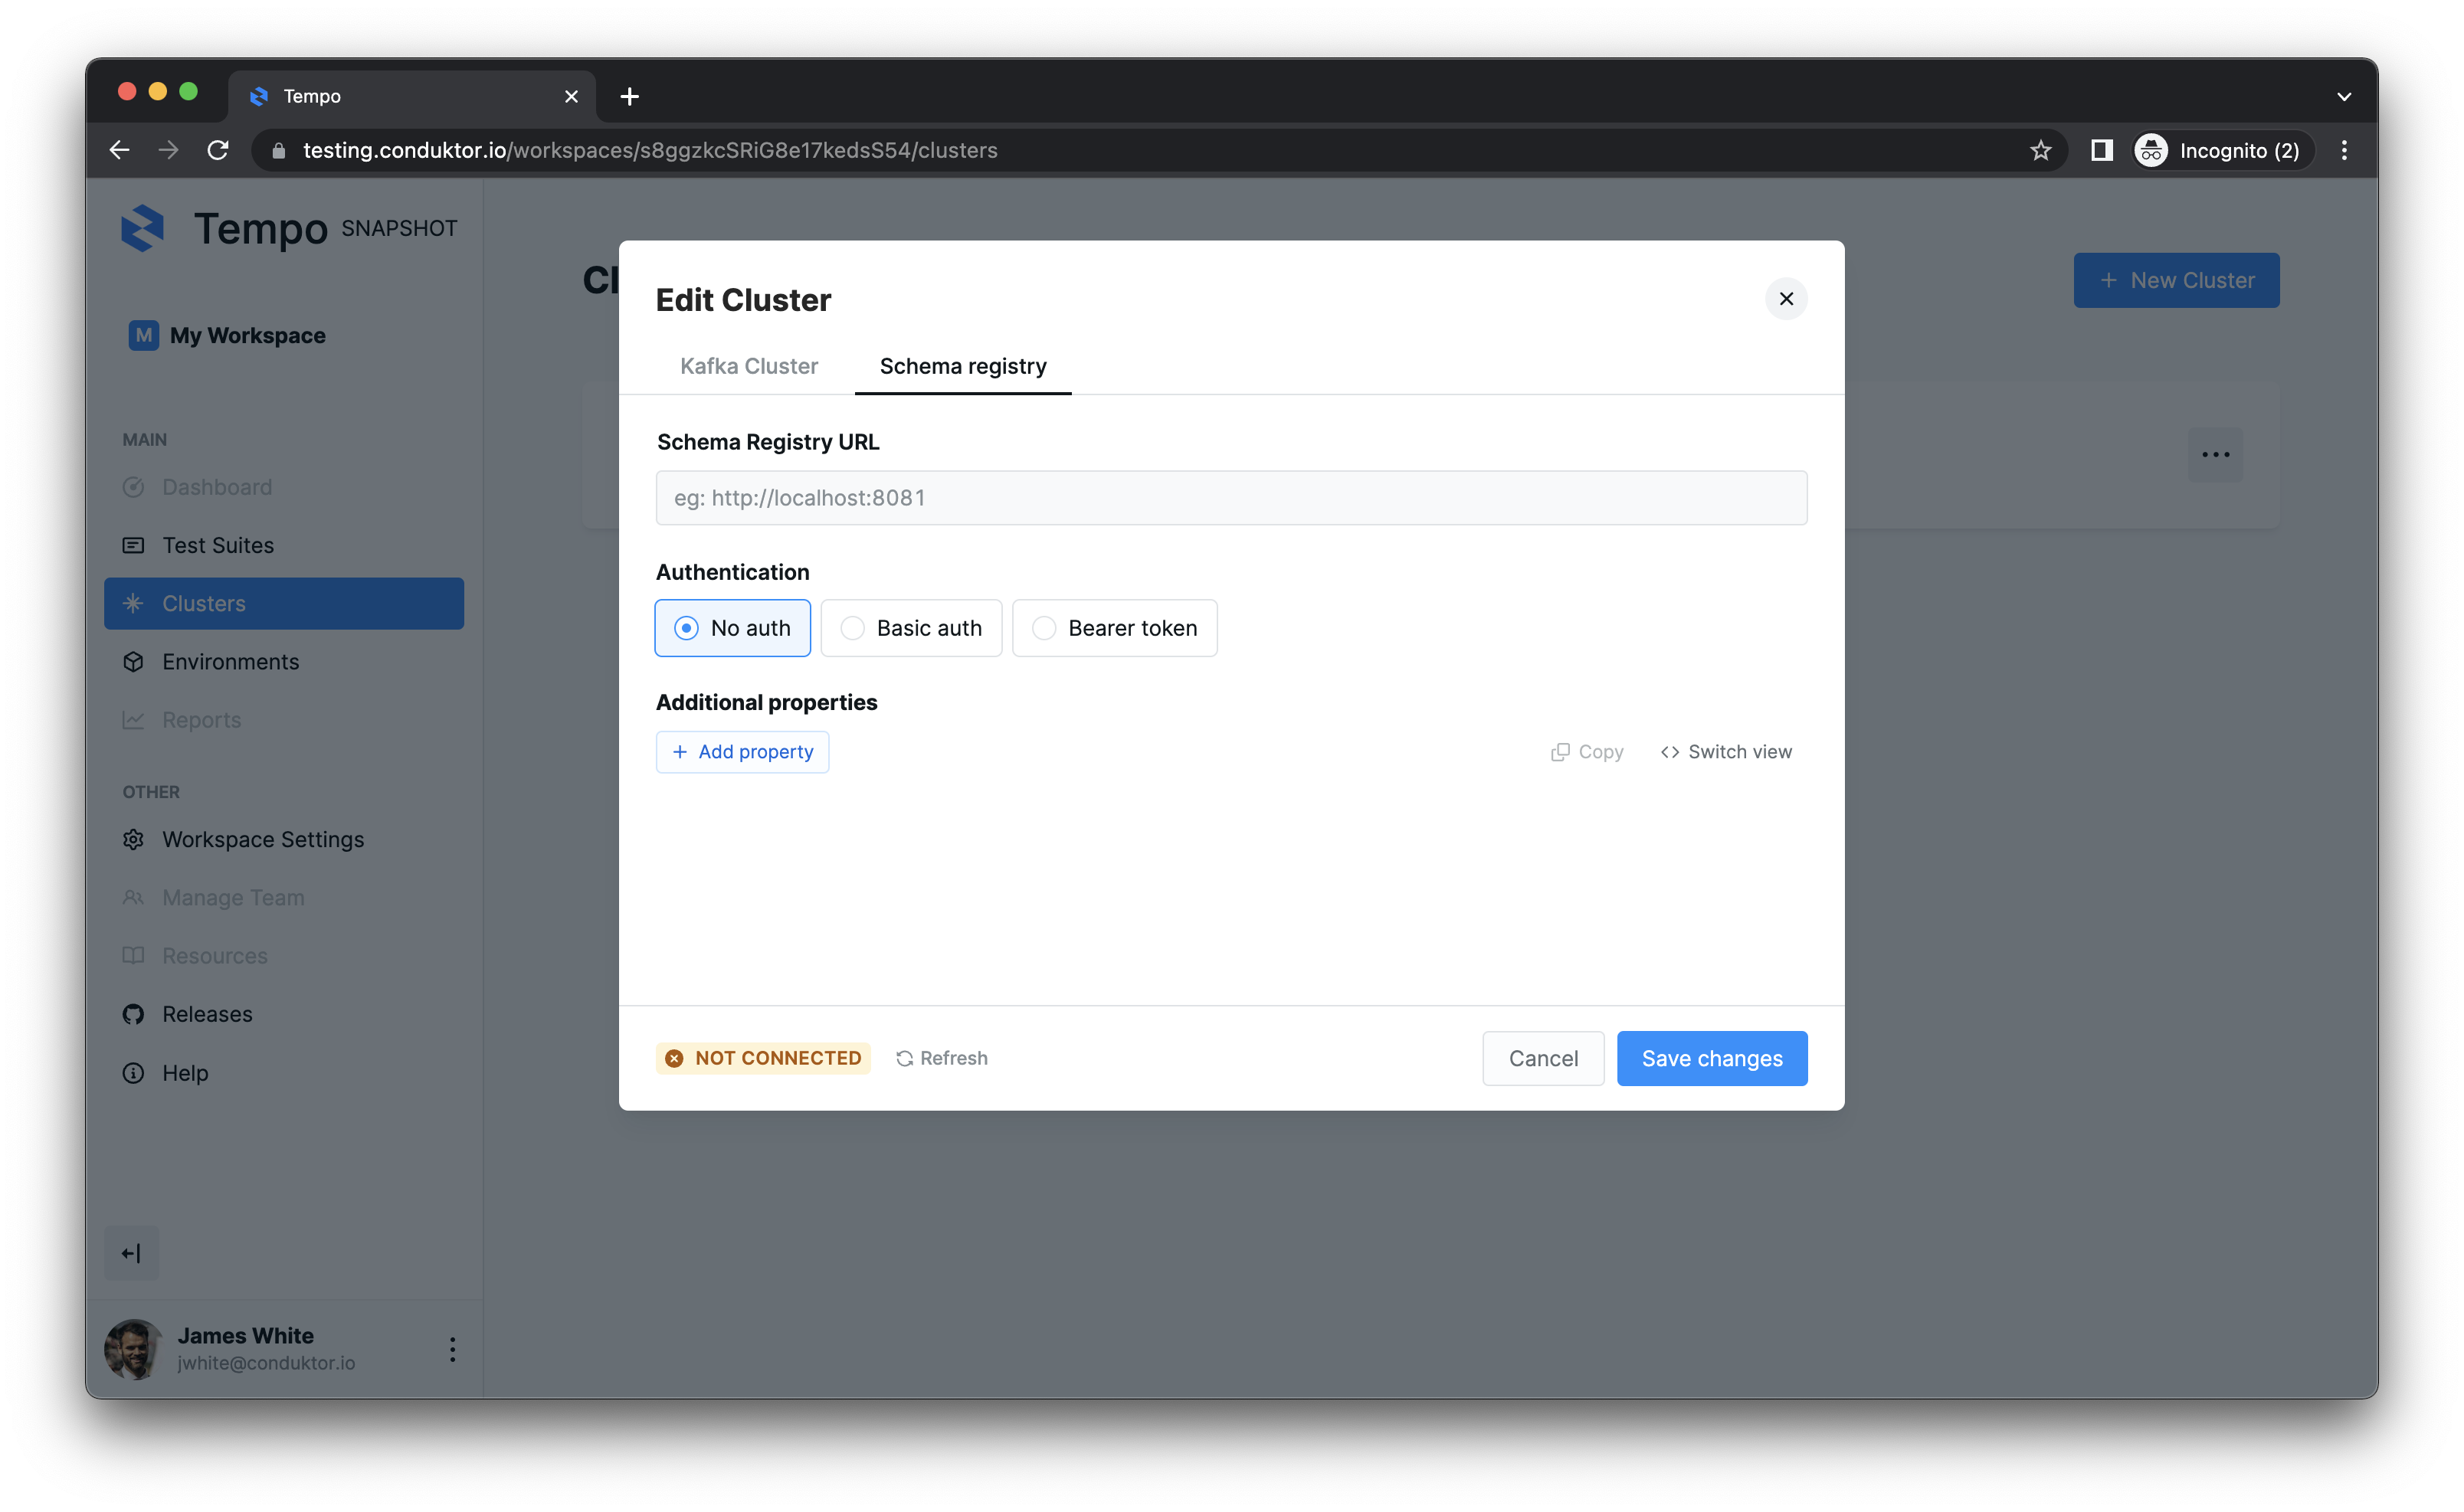 Tempo
testing.conduktor.io/workspaces/s8ggzkcSRiG8e17kedsS54/clusters
Incognito (2)
Tempo SNAPSHOT
M My Workspace
MAIN
Dashboard
Test Suites
Clusters
Environments
Reports
OTHER
Workspace Settings
Manage Team
Resources
Releases
Help
James White
jwhite@conduktor.io
Cl
+ New Cluster
Edit Cluster
Kafka Cluster
Schema registry
Schema Registry URL
eg: http://localhost:8081
Authentication
No auth
Basic auth
Bearer token
Additional properties
+ Add property
Copy
<> Switch view
NOT CONNECTED
Refresh
Cancel
Save changes